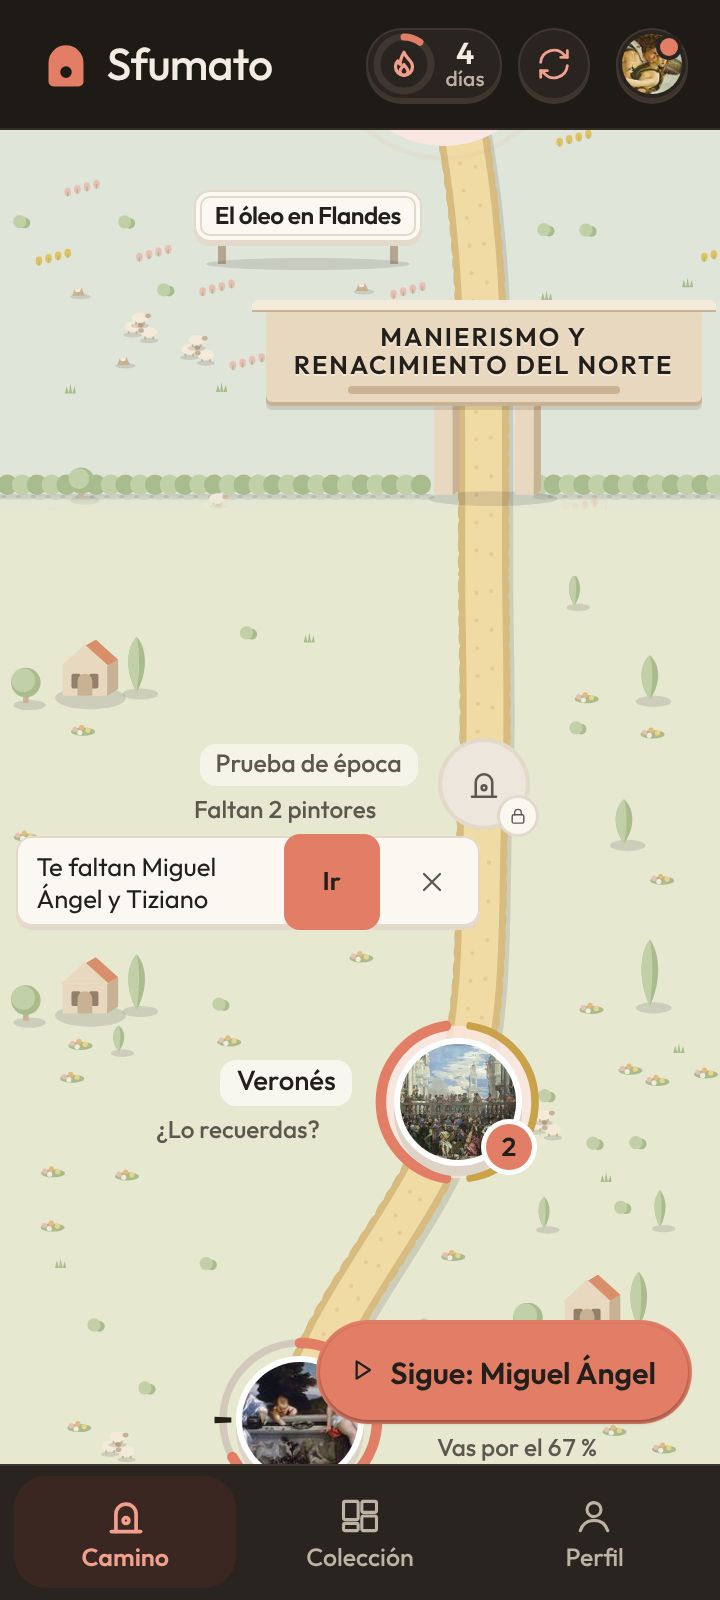 Sfumato
4
días
El óleo en Flandes
MANIERISMO Y
RENACIMIENTO DEL NORTE
Prueba de época
Faltan 2 pintores
Te faltan Miguel
Ángel y Tiziano
Ir
Veronés
¿Lo recuerdas?
2
Sigue: Miguel Ángel
Vas por el 67 %
Camino
Colección
Perfil